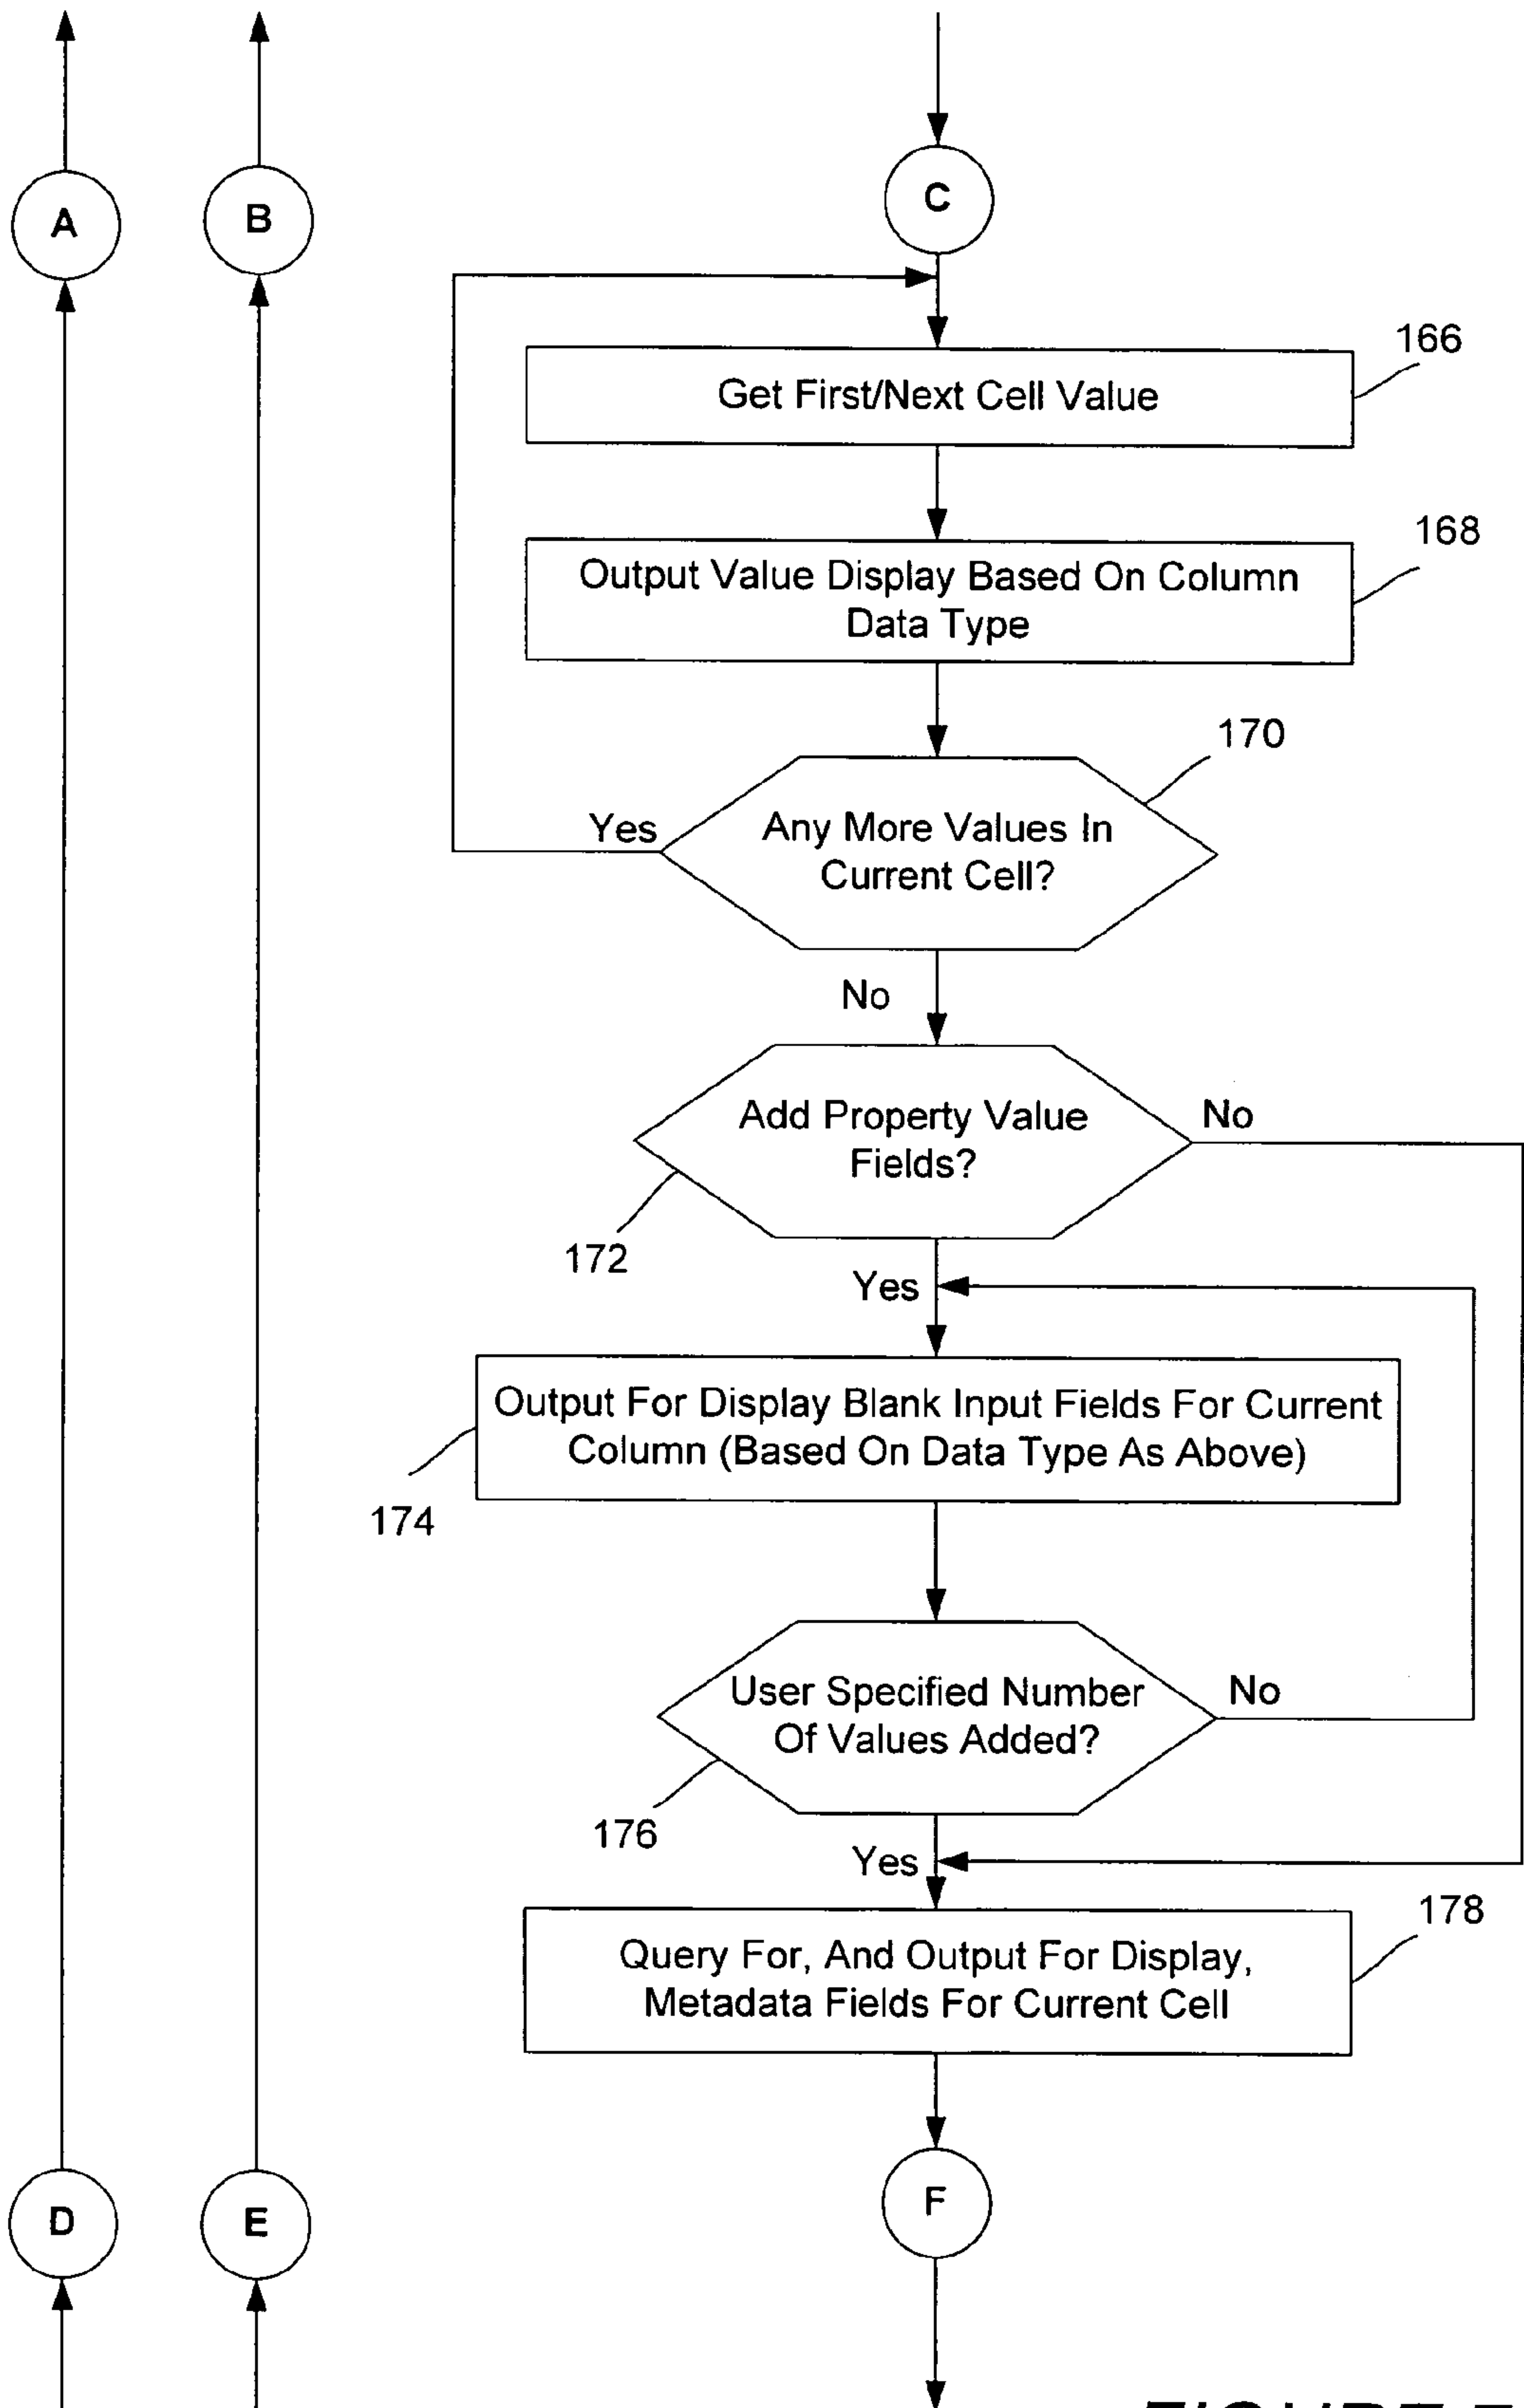 A
B
C
166
Get First/Next Cell Value
168
Output Value Display Based On Column
Data Type
170
Yes
Any More Values In
Current Cell?
No
Add Property Value
Fields?
No
172
Yes
Output For Display Blank Input Fields For Current
Column (Based On Data Type As Above)
174
User Specified Number
Of Values Added?
No
176
Yes
178
Query For, And Output For Display,
Metadata Fields For Current Cell
D
E
F